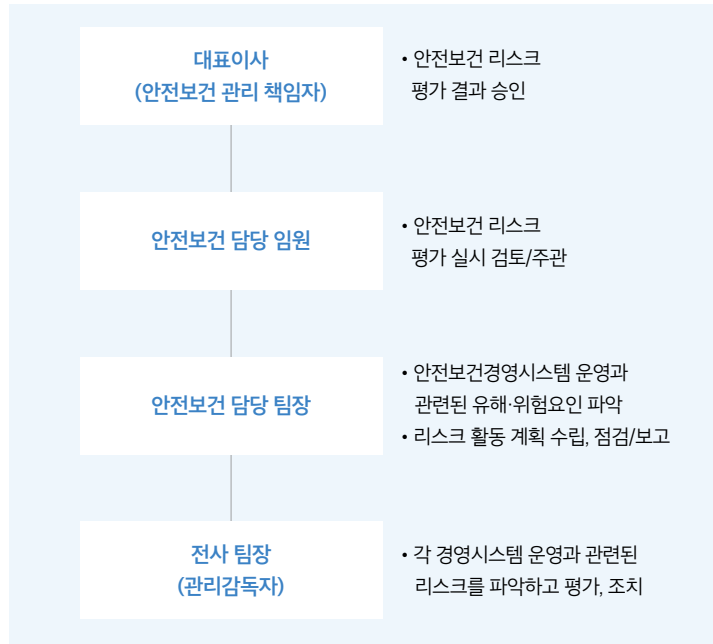 대표이사
(안전보건 관리 책임자)
• 안전보건 리스크
평가 결과 승인
안전보건 담당 임원
• 안전보건 리스크
평가 실시 검토/주관
안전보건 담당 팀장
• 안전보건경영시스템 운영과
관련된 유해·위험요인 파악
• 리스크 활동 계획 수립, 점검/보고
전사 팀장
(관리감독자)
• 각 경영시스템 운영과 관련된
리스크를 파악하고 평가, 조치